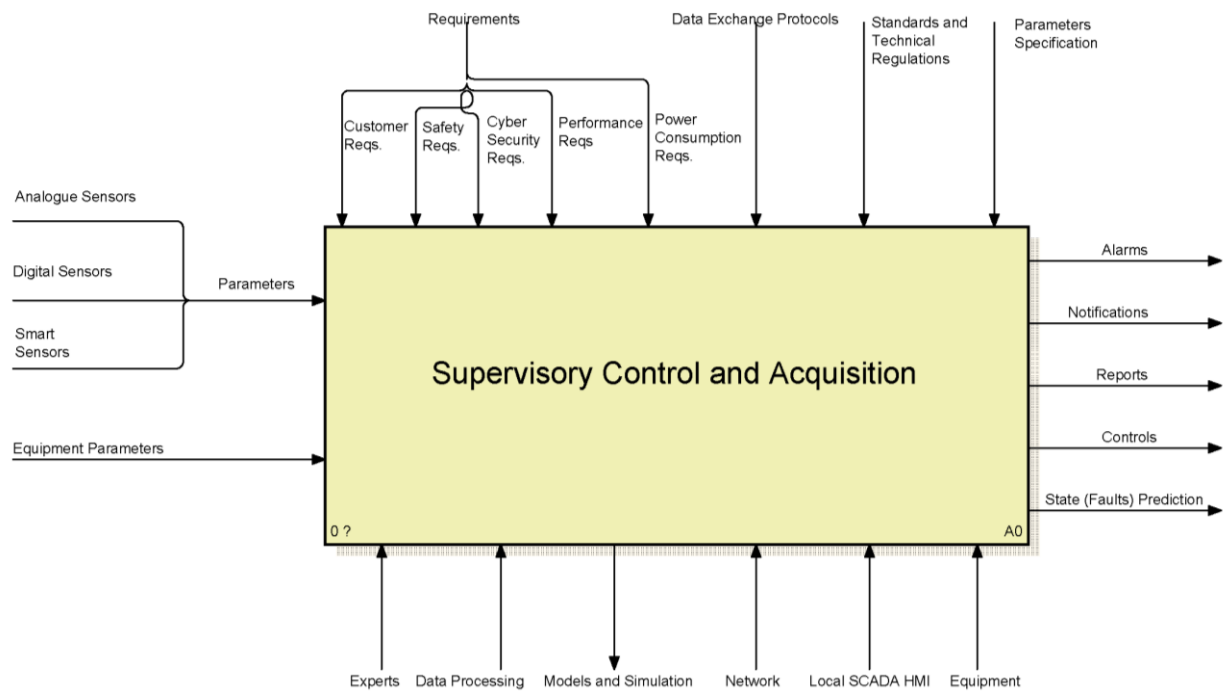 Requirements
Data Exchange Protocols
Standards and
Technical
Regulations
Parameters
Specification
Customer
Reqs.
Safety
Reqs.
Cyber
Security
Reqs.
Performance
Reqs
Power
Consumption
Reqs.
Analogue Sensors
Digital Sensors
Smart
Sensors
Parameters
Equipment Parameters
Supervisory Control and Acquisition
0 ?
A0
Alarms
Notifications
Reports
Controls
State (Faults) Prediction
Experts
Data Processing
Models and Simulation
Network
Local SCADA HMI
Equipment